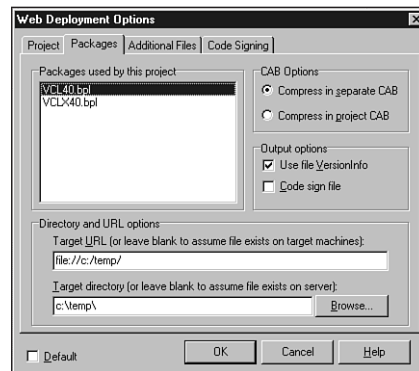 Web Deployment Options
Project Packages Additional Files Code Signing
Packages used by this project
VCL40.bpl
VCLX40.bpl
CAB Options
Compress in separate CAB
Compress in project CAB
Output options
Use file VersionInfo
Code sign file
Directory and URL options
Target URL (or leave blank to assume file exists on target machines):
file://c:/temp/
Target directory (or leave blank to assume file exists on server):
c:\temp\
Browse...
Default
OK
Cancel
Help